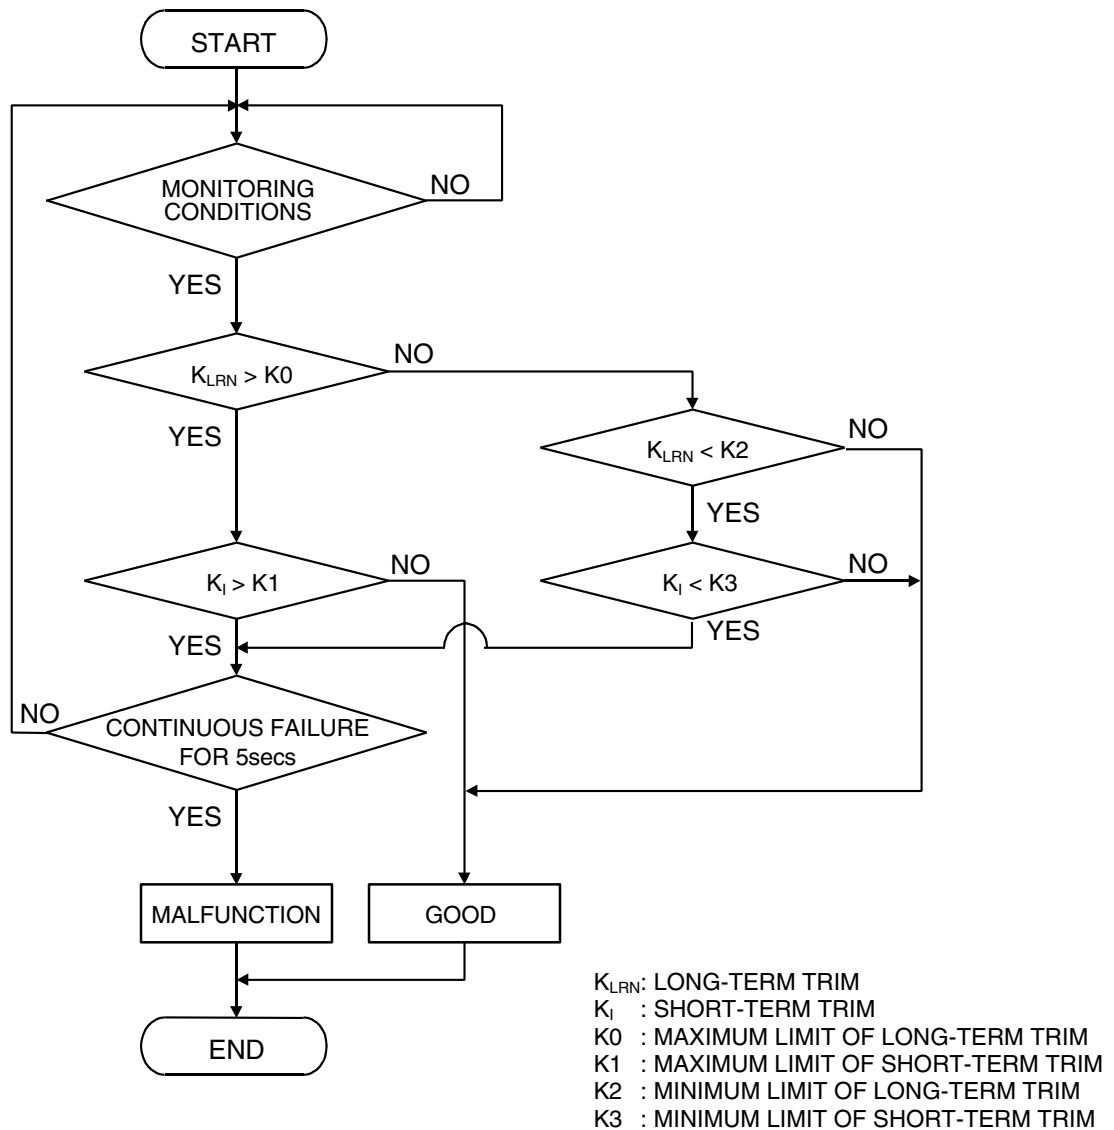 START
MONITORING
CONDITIONS
NO
YES
KLRN > K0
NO
YES
KLRN < K2
NO
YES
KI > K1
NO
YES
KI < K3
NO
YES
CONTINUOUS FAILURE
FOR 5secs
NO
YES
MALFUNCTION
GOOD
END
KLRN: LONG-TERM TRIM
KI : SHORT-TERM TRIM
K0 : MAXIMUM LIMIT OF LONG-TERM TRIM
K1 : MAXIMUM LIMIT OF SHORT-TERM TRIM
K2 : MINIMUM LIMIT OF LONG-TERM TRIM
K3 : MINIMUM LIMIT OF SHORT-TERM TRIM